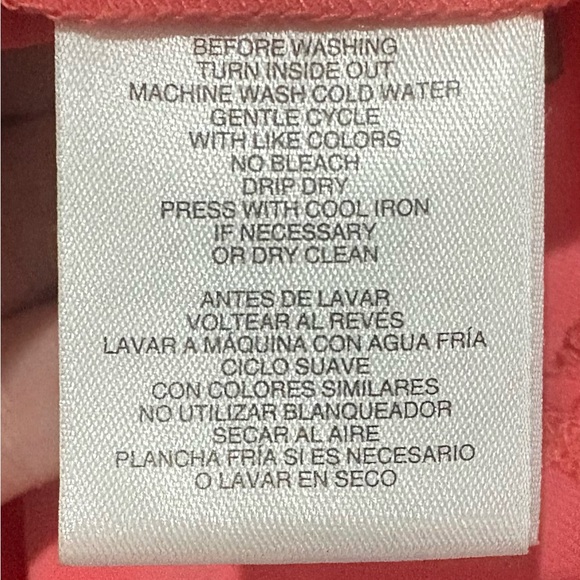 BEFORE WASHING
TURN INSIDE OUT
MACHINE WASH COLD WATER
GENTLE CYCLE
WITH LIKE COLORS
NO BLEACH
DRIP DRY
PRESS WITH COOL IRON
IF NECESSARY
OR DRY CLEAN
ANTES DE LAVAR
VOLTEAR AL REVÉS
LAVAR A MÁQUINA CON AGUA FRÍA
CICLO SUAVE
CON COLORES SIMILARES
NO UTILIZAR BLANQUEADOR
SECAR AL AIRE
PLANCHA FRÍA SI ES NECESARIO
O LAVAR EN SECO